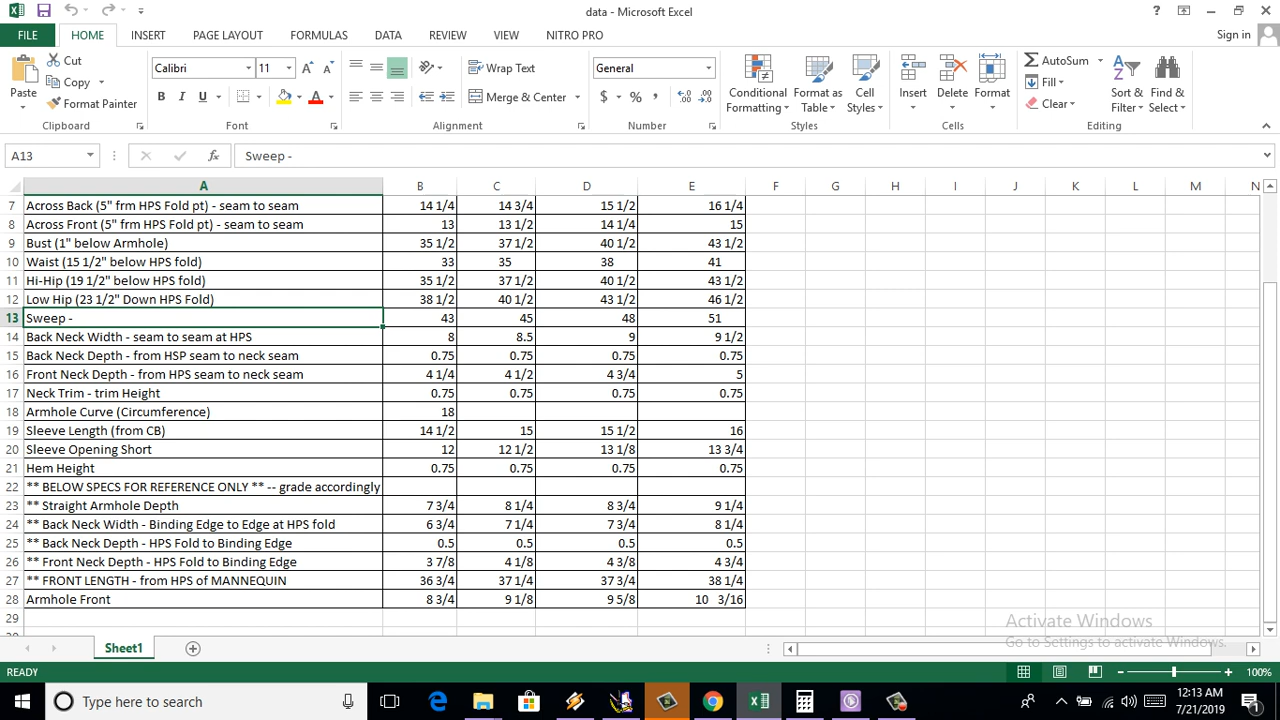 data - Microsoft Excel
?
FILE HOME INSERT PAGE LAYOUT FORMULAS DATA REVIEW VIEW NITRO PRO Sign in
Paste Cut Copy Format Painter
Clipboard
Calibri 11
B I U A
Font
Wrap Text
Merge & Center
Alignment
General
$ % ,
Number
Conditional Formatting Format as Table Cell Styles
Styles
Insert Delete Format
Cells
AutoSum Fill Clear Sort & Filter Find & Select
Editing
A13 fx Sweep -
A B C D E F G H I J K L M N
7 Across Back (5" frm HPS Fold pt) - seam to seam 14 1/4 14 3/4 15 1/2 16 1/4
8 Across Front (5" frm HPS Fold pt) - seam to seam 13 13 1/2 14 1/4 15
9 Bust (1" below Armhole) 35 1/2 37 1/2 40 1/2 43 1/2
10 Waist (15 1/2" below HPS fold) 33 35 38 41
11 Hi-Hip (19 1/2" below HPS fold) 35 1/2 37 1/2 40 1/2 43 1/2
12 Low Hip (23 1/2" Down HPS Fold) 38 1/2 40 1/2 43 1/2 46 1/2
13 Sweep - 43 45 48 51
14 Back Neck Width - seam to seam at HPS 8 8.5 9 9 1/2
15 Back Neck Depth - from HSP seam to neck seam 0.75 0.75 0.75 0.75
16 Front Neck Depth - from HPS seam to neck seam 4 1/4 4 1/2 4 3/4 5
17 Neck Trim - trim Height 0.75 0.75 0.75 0.75
18 Armhole Curve (Circumference) 18
19 Sleeve Length (from CB) 14 1/2 15 15 1/2 16
20 Sleeve Opening Short 12 12 1/2 13 1/8 13 3/4
21 Hem Height 0.75 0.75 0.75 0.75
22 ** BELOW SPECS FOR REFERENCE ONLY ** -- grade accordingly
23 ** Straight Armhole Depth 7 3/4 8 1/4 8 3/4 9 1/4
24 ** Back Neck Width - Binding Edge to Edge at HPS fold 6 3/4 7 1/4 7 3/4 8 1/4
25 ** Back Neck Depth - HPS Fold to Binding Edge 0.5 0.5 0.5 0.5
26 ** Front Neck Depth - HPS Fold to Binding Edge 3 7/8 4 1/8 4 3/8 4 3/4
27 ** FRONT LENGTH - from HPS of MANNEQUIN 36 3/4 37 1/4 37 3/4 38 1/4
28 Armhole Front 8 3/4 9 1/8 9 5/8 10 3/16
29
Activate Windows
Go to Settings to activate Windows.
Sheet1
READY 100%
Type here to search
12:13 AM
7/21/2019